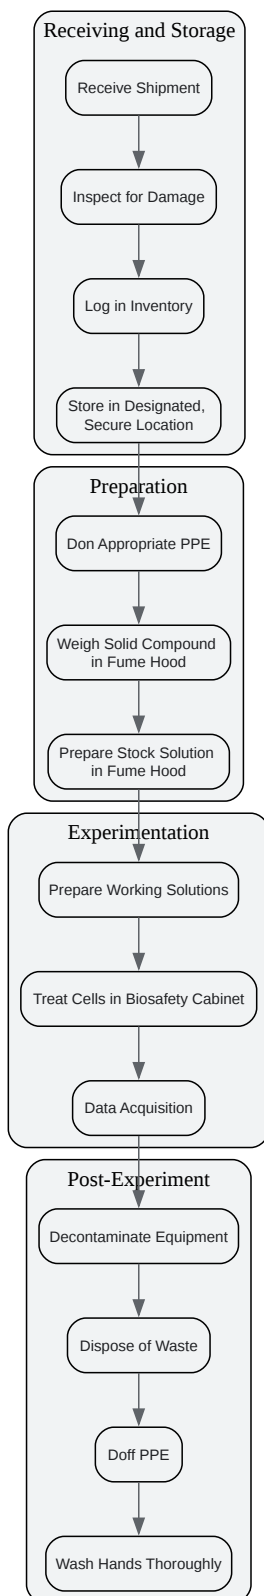 Receiving and Storage
Receive Shipment
Inspect for Damage
Log in Inventory
Store in Designated,
Secure Location
Preparation
Don Appropriate PPE
Weigh Solid Compound
in Fume Hood
Prepare Stock Solution
in Fume Hood
Experimentation
Prepare Working Solutions
Treat Cells in Biosafety Cabinet
Data Acquisition
Post-Experiment
Decontaminate Equipment
Dispose of Waste
Doff PPE
Wash Hands Thoroughly